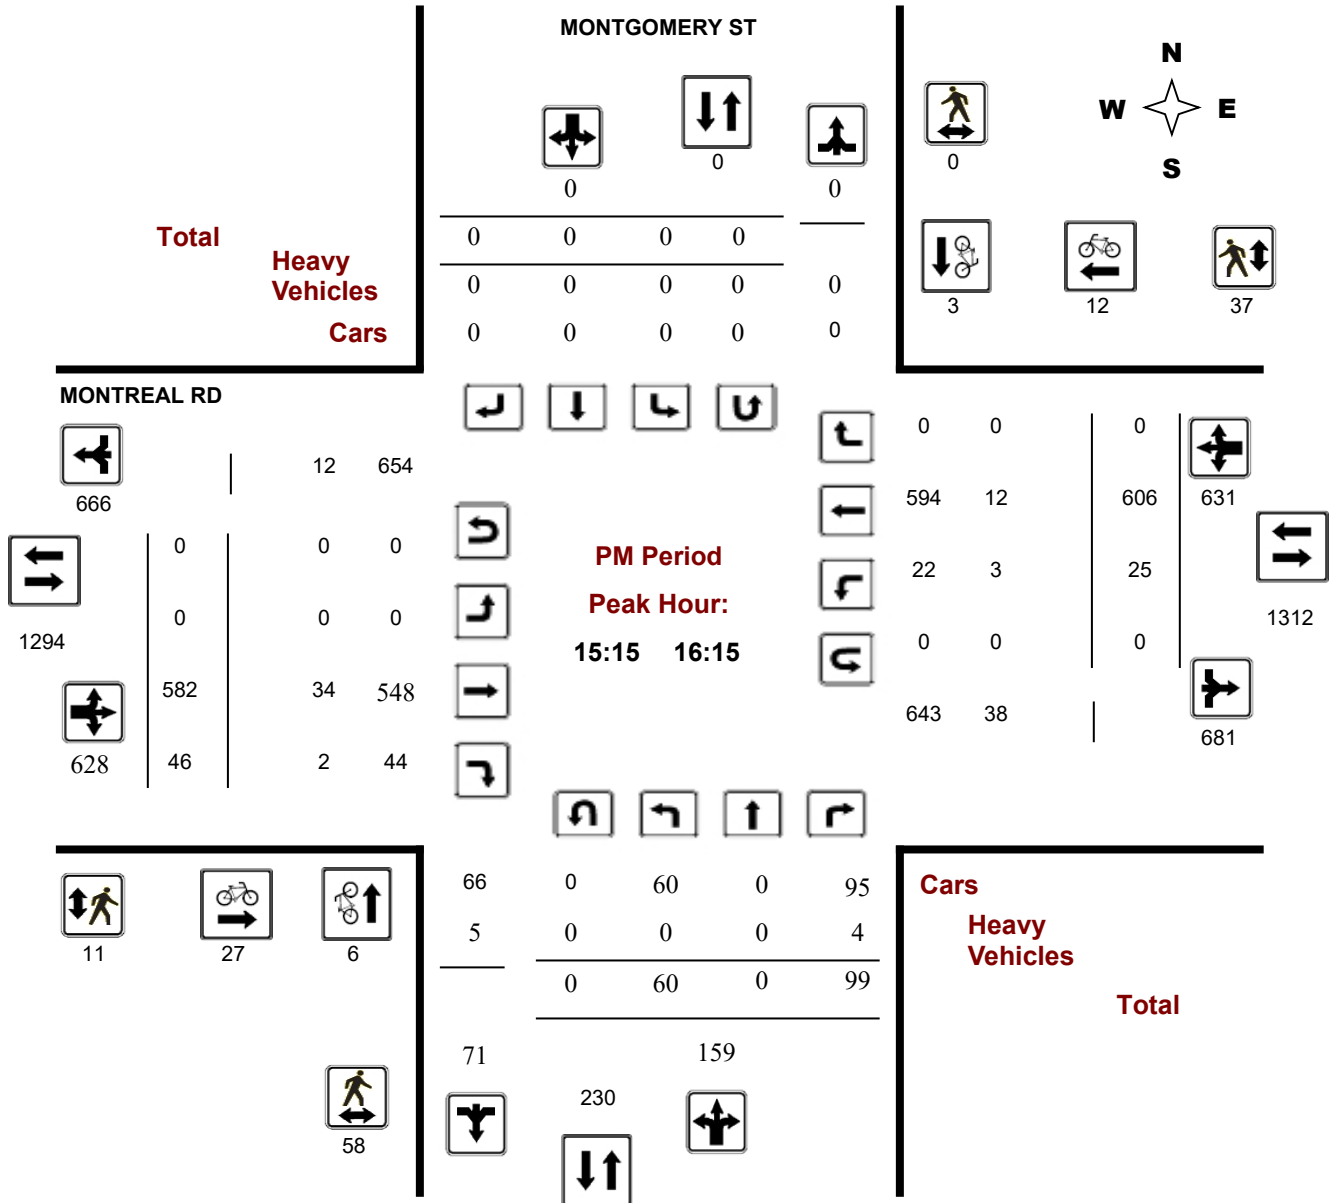 MONTGOMERY ST
N
W E
S
0
0
0 0
0
Total
0 0 0 0
3 12 37
Heavy
Vehicles
0 0 0 0 0
Cars
0 0 0 0 0
MONTREAL RD
0 0 0
12 654
666
594 12 606 631
0 0 0
PM Period
22 3 25
Peak Hour:
0 0 0
1312
1294
15:15 16:15
0 0 0
582 34 548
643 38
681
628 46 2 44
66 0 60 0 95
Cars
5 0 0 0 4
Heavy
Vehicles
11 27 6
0 60 0 99
Total
71 159
230
58